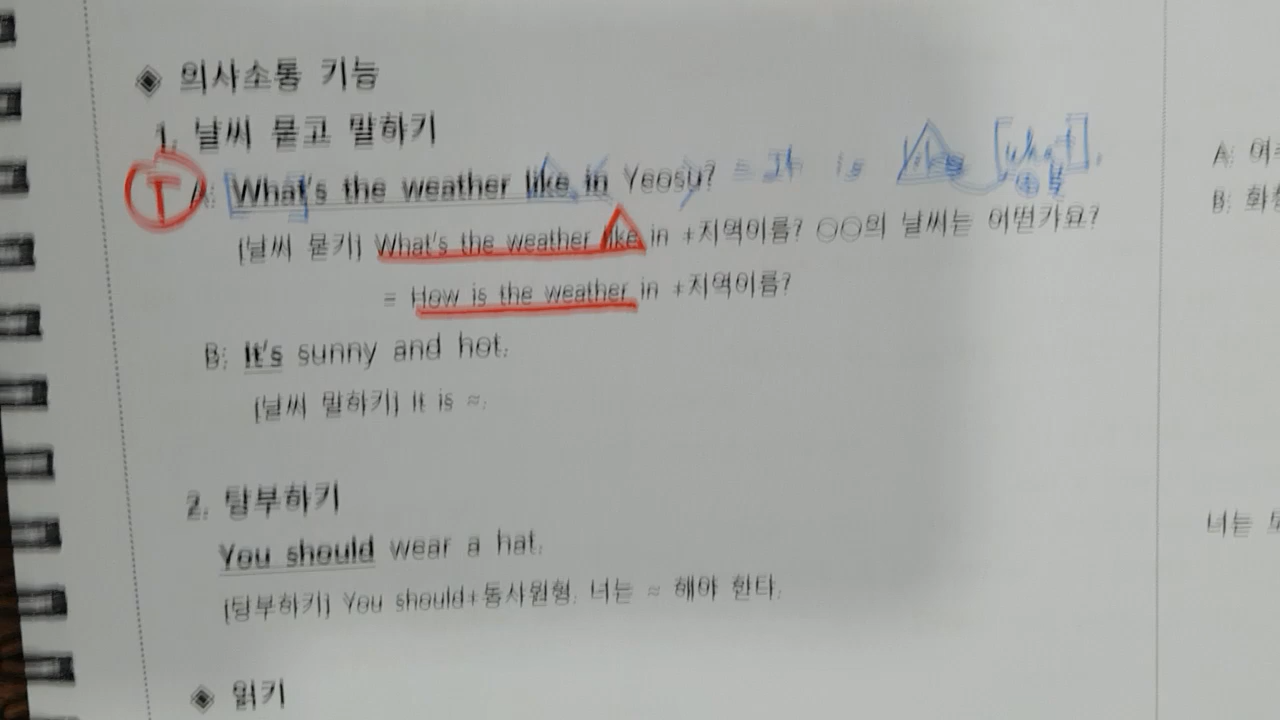 ◈ 의사소통 기능
1. 날씨 묻고 말하기
T A: What's the weather like in Yeosu? = It is like [what].
[날씨 묻기] What's the weather like in +지역이름? ○○의 날씨는 어떤가요?
= How is the weather in +지역이름?
B: It's sunny and hot.
[날씨 말하기] It is ~.
2. 당부하기
You should wear a hat.
[당부하기] You should+동사원형. 너는 ~ 해야 한다.
◈ 읽기
A:
B:
너는